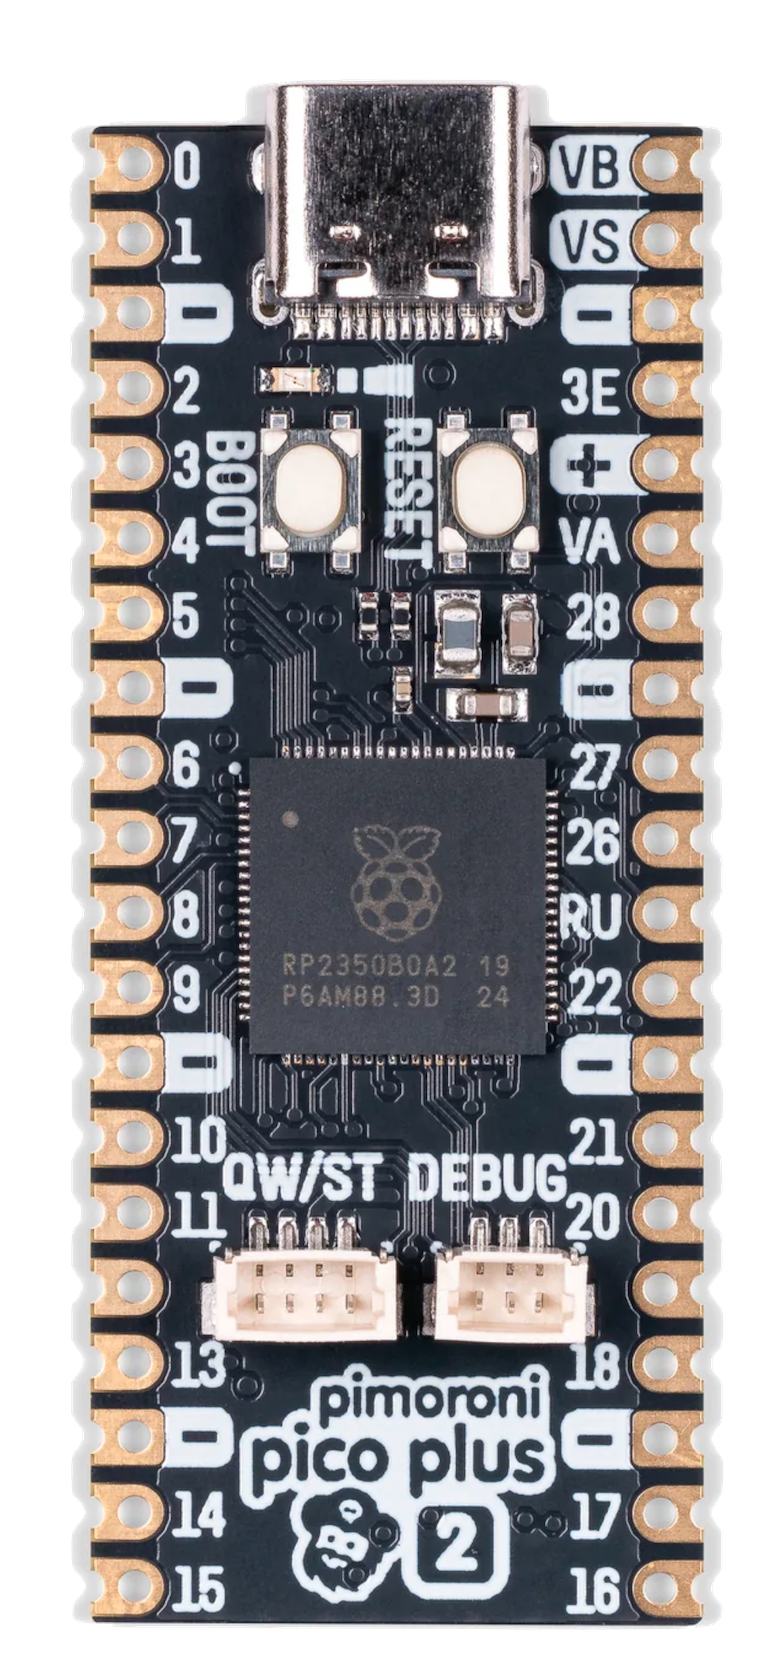 0 VB
1 VS
- -
2 3E
3 +
4 VA
BOOT
RESET
5 28
- -
6 27
7 26
8 RU
9 22
- -
RP2350B0A2 19
P6AM88.3D 24
10 21
QW/ST DEBUG
11 20
13 18
pimoroni
- -
pico plus
14 17
2
15 16